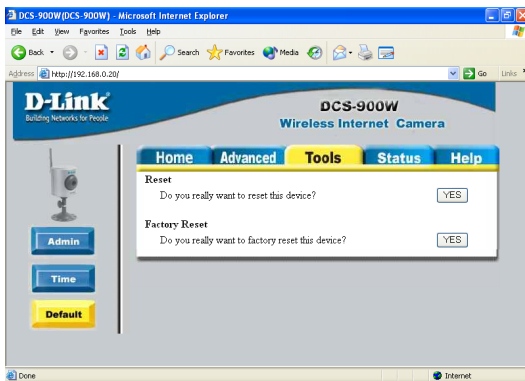 DCS-900W(DCS-900W) - Microsoft Internet Explorer
File Edit View Favorites Tools Help
Back Search Favorites Media
Address http://192.168.0.20/ Go Links
D-Link
Building Networks for People
DCS-900W
Wireless Internet Camera
Home Advanced Tools Status Help
Reset
Do you really want to reset this device? YES
Factory Reset
Do you really want to factory reset this device? YES
Admin
Time
Default
Done Internet